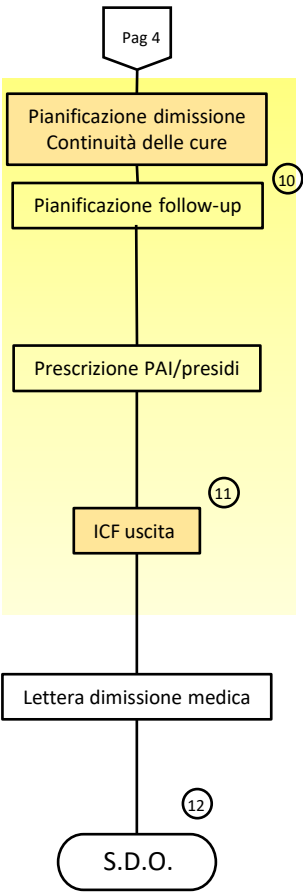 Pag 4
Pianificazione dimissione
Continuità delle cure
10
Pianificazione follow-up
Prescrizione PAI/presidi
11
ICF uscita
Lettera dimissione medica
12
S.D.O.